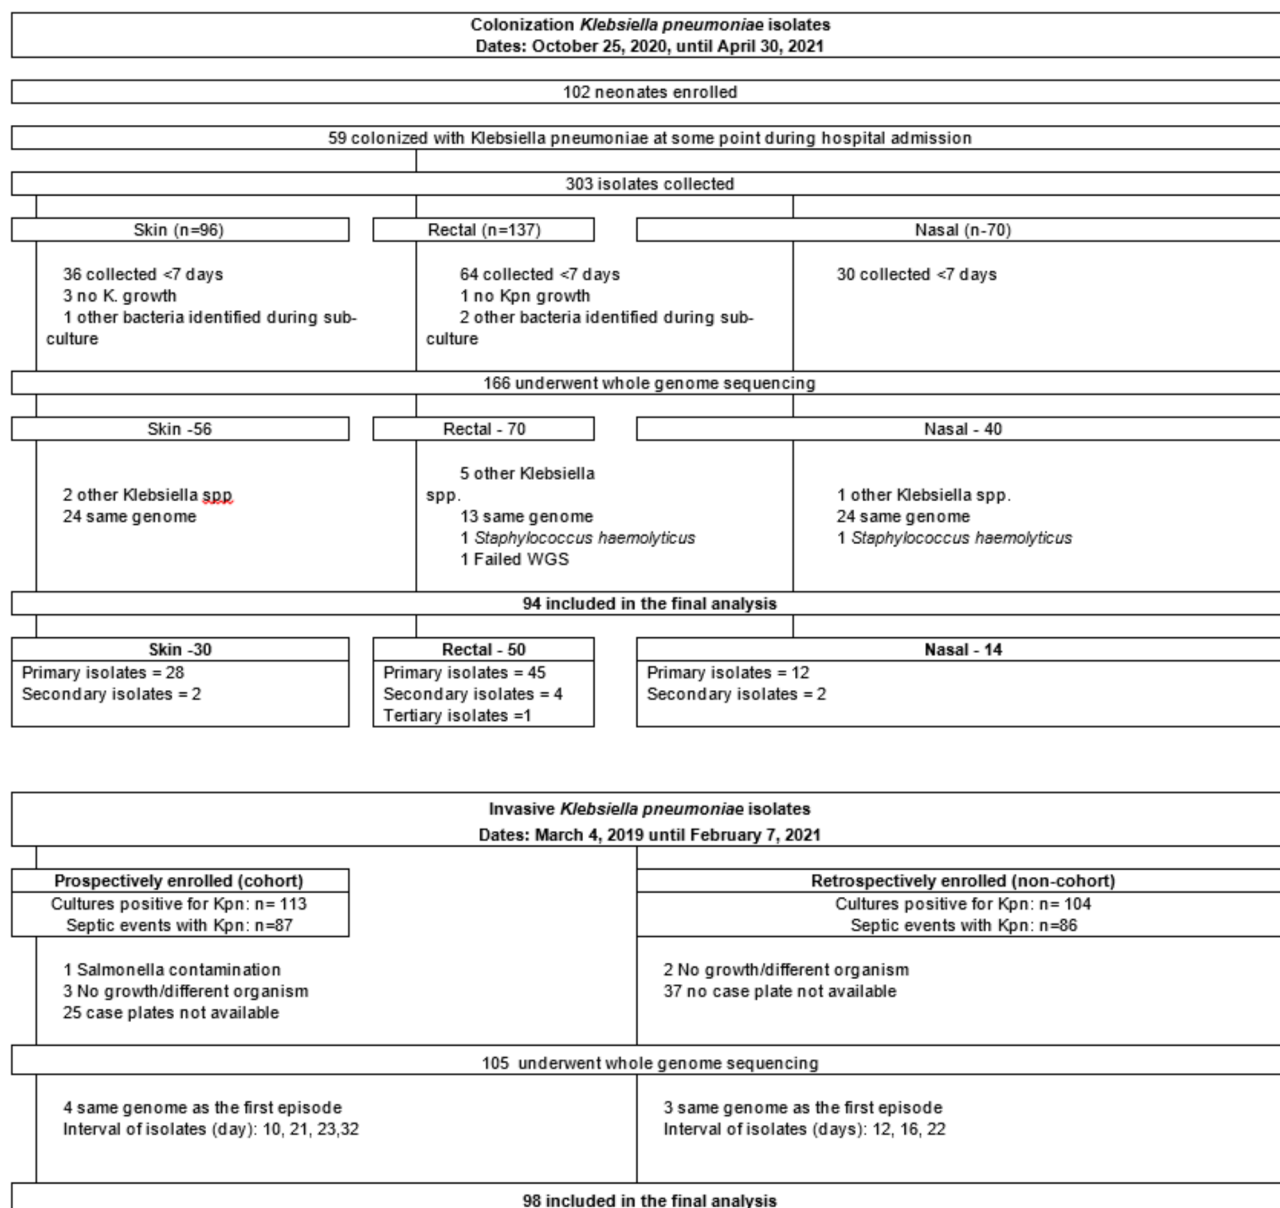 Colonization Klebsiella pneumoniae isolates
Dates: October 25, 2020, until April 30, 2021
102 neonates enrolled
59 colonized with Klebsiella pneumoniae at some point during hospital admission
303 isolates collected
Skin (n=96)
Rectal (n=137)
Nasal (n-70)
36 collected <7 days
3 no K. growth
1 other bacteria identified during sub-
culture
64 collected <7 days
1 no Kpn growth
2 other bacteria identified during sub-
culture
30 collected <7 days
166 underwent whole genome sequencing
Skin -56
Rectal - 70
Nasal - 40
2 other Klebsiella spp
24 same genome
5 other Klebsiella
spp.
13 same genome
1 Staphylococcus haemolyticus
1 Failed WGS
1 other Klebsiella spp.
24 same genome
1 Staphylococcus haemolyticus
94 included in the final analysis
Skin -30
Primary isolates = 28
Secondary isolates = 2
Rectal - 50
Primary isolates = 45
Secondary isolates = 4
Tertiary isolates =1
Nasal - 14
Primary isolates = 12
Secondary isolates = 2
Invasive Klebsiella pneumoniae isolates
Dates: March 4, 2019 until February 7, 2021
Prospectively enrolled (cohort)
Cultures positive for Kpn: n= 113
Septic events with Kpn: n=87
Retrospectively enrolled (non-cohort)
Cultures positive for Kpn: n= 104
Septic events with Kpn: n=86
1 Salmonella contamination
3 No growth/different organism
25 case plates not available
2 No growth/different organism
37 no case plate not available
105 underwent whole genome sequencing
4 same genome as the first episode
Interval of isolates (day): 10, 21, 23,32
3 same genome as the first episode
Interval of isolates (days): 12, 16, 22
98 included in the final analysis